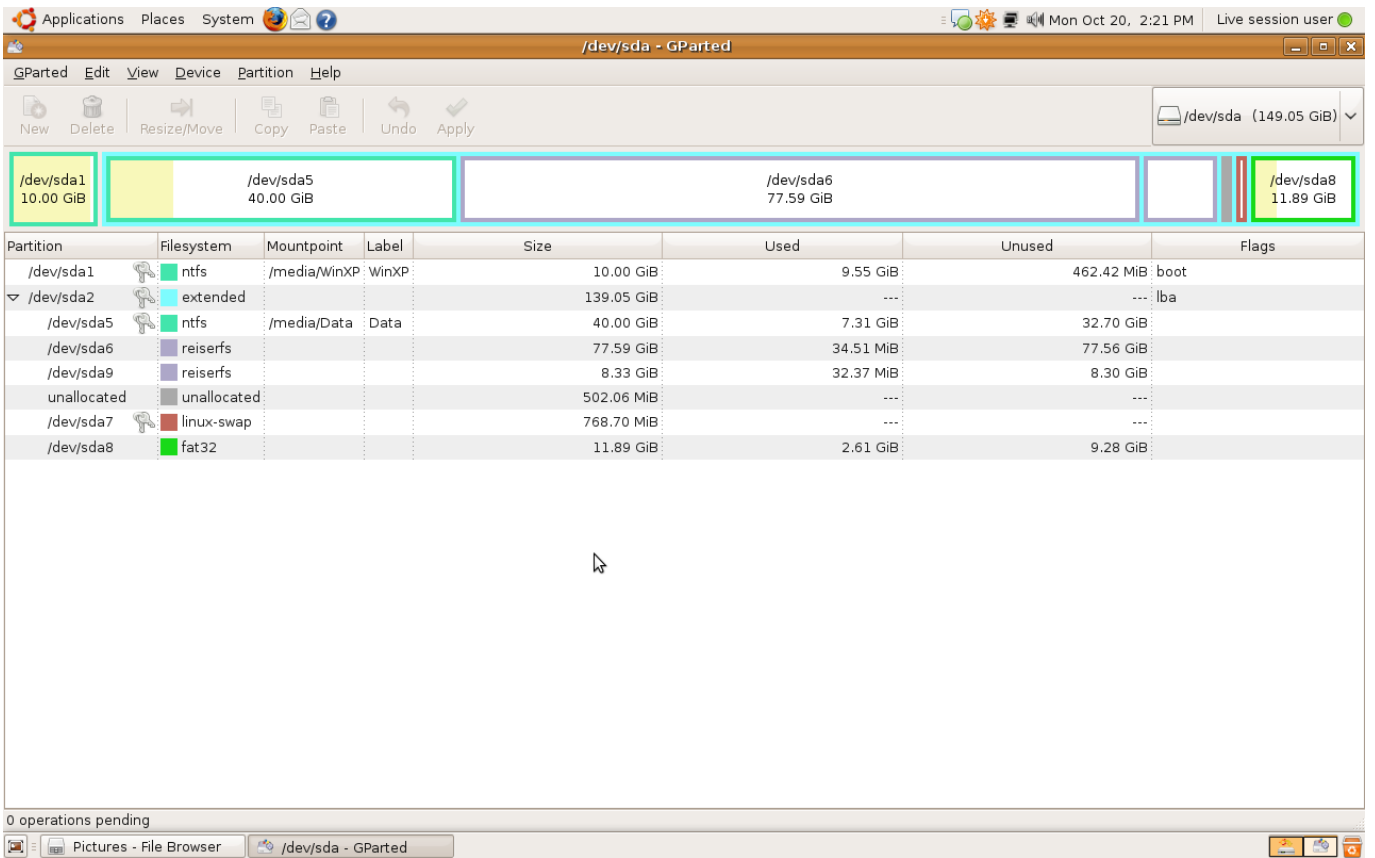 Applications Places System Mon Oct 20, 2:21 PM Live session user
/dev/sda - GParted
GParted Edit View Device Partition Help
New Delete Resize/Move Copy Paste Undo Apply /dev/sda (149.05 GiB)
/dev/sda1 /dev/sda5 /dev/sda6 /dev/sda8
10.00 GiB 40.00 GiB 77.59 GiB 11.89 GiB
Partition Filesystem Mountpoint Label Size Used Unused Flags
/dev/sda1 ntfs /media/WinXP WinXP 10.00 GiB 9.55 GiB 462.42 MiB boot
/dev/sda2 extended 139.05 GiB --- --- lba
/dev/sda5 ntfs /media/Data Data 40.00 GiB 7.31 GiB 32.70 GiB
/dev/sda6 reiserfs 77.59 GiB 34.51 MiB 77.56 GiB
/dev/sda9 reiserfs 8.33 GiB 32.37 MiB 8.30 GiB
unallocated unallocated 502.06 MiB --- ---
/dev/sda7 linux-swap 768.70 MiB --- ---
/dev/sda8 fat32 11.89 GiB 2.61 GiB 9.28 GiB
0 operations pending
Pictures - File Browser /dev/sda - GParted